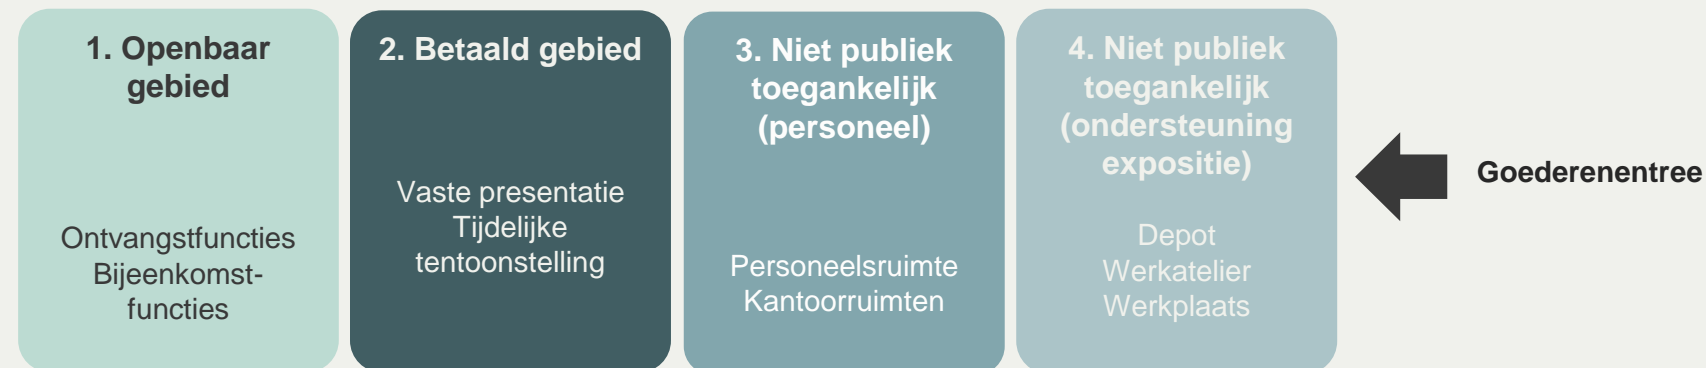 1. Openbaar
gebied
Ontvangstfuncties
Bijeenkomst-
functies
2. Betaald gebied
Vaste presentatie
Tijdelijke
tentoonstelling
3. Niet publiek
toegankelijk
(personeel)
Personeelsruimte
Kantoorruimten
4. Niet publiek
toegankelijk
(ondersteuning
expositie)
Depot
Werkatelier
Werkplaats
Goederenentree